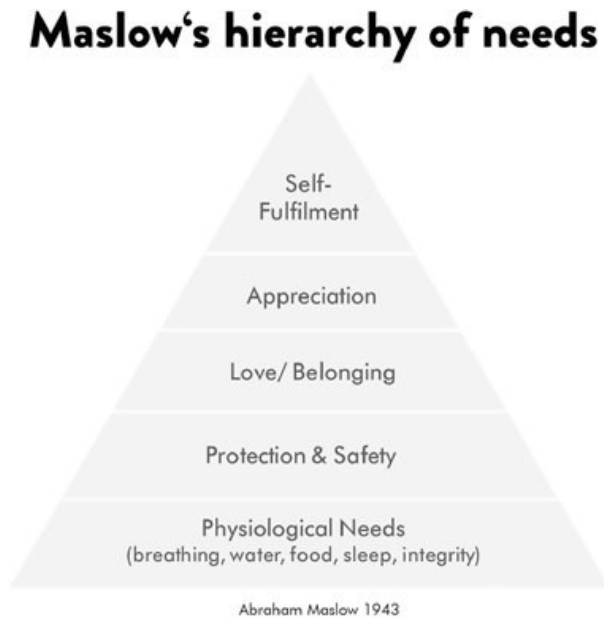 Maslow‘s hierarchy of needs
Self-
Fulfilment
Appreciation
Love/ Belonging
Protection & Safety
Physiological Needs
(breathing, water, food, sleep, integrity)
Abraham Maslow 1943